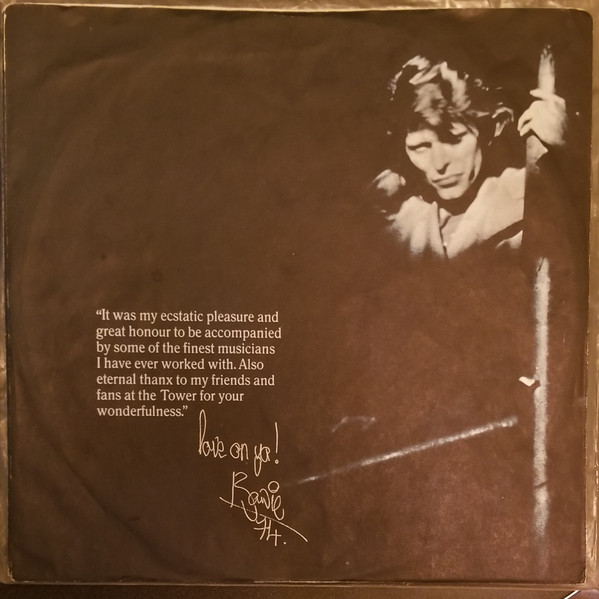 “It was my ecstatic pleasure and
great honour to be accompanied
by some of the finest musicians
I have ever worked with. Also
eternal thanx to my friends and
fans at the Tower for your
wonderfulness.”
love on ya!
Bowie
74.